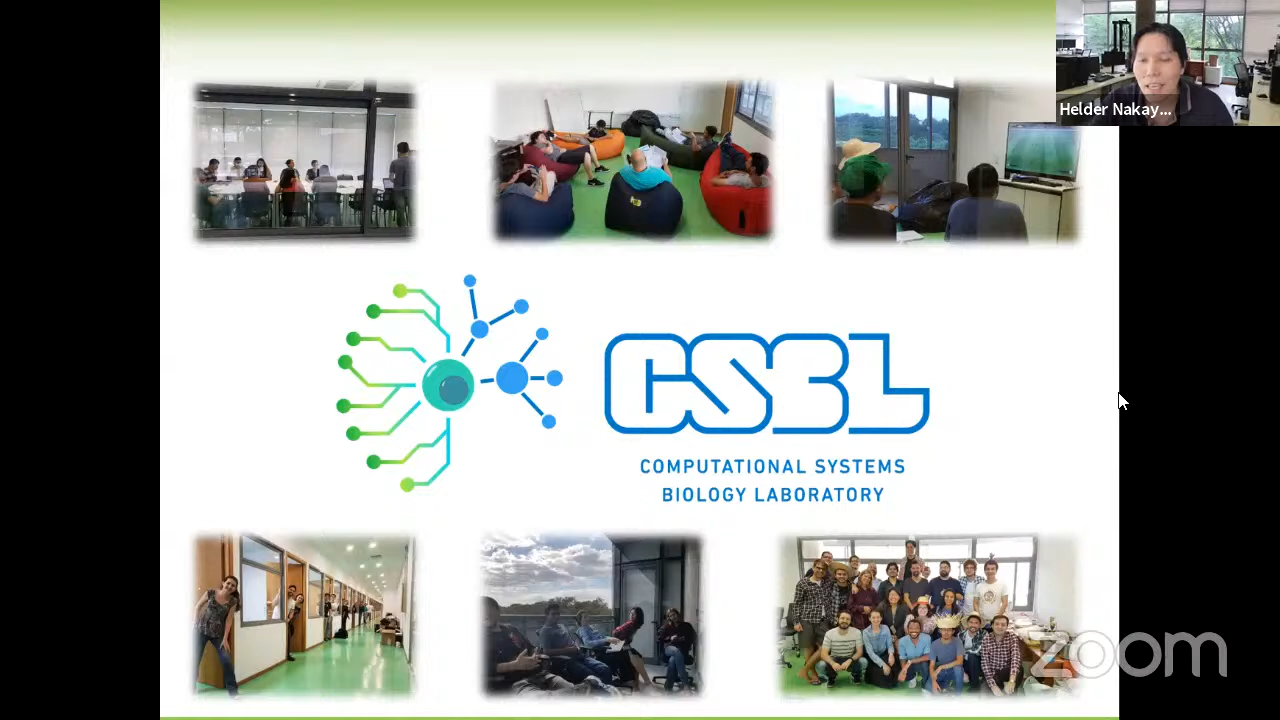 Helder Nakay...
CSBL
COMPUTATIONAL SYSTEMS
BIOLOGY LABORATORY
zoom